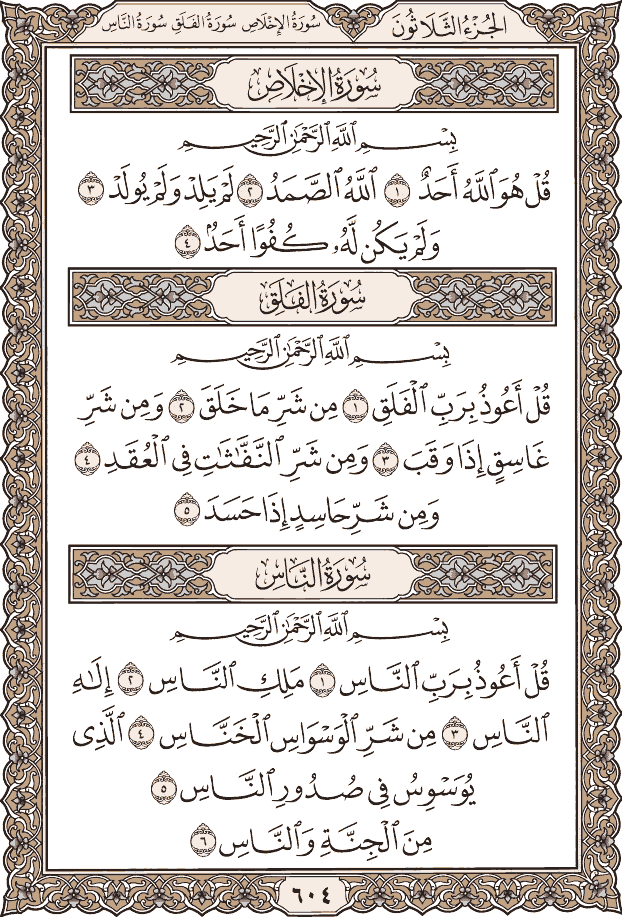 الجُزْءُ الثَّلَاثُونَ سُورَةُ الإِخْلَاصِ سُورَةُ الفَلَقِ سُورَةُ النَّاسِ
سُورَةُ الإِخْلَاصِ
بِسْمِ ٱللَّهِ ٱلرَّحْمَٰنِ ٱلرَّحِيمِ
قُلْ هُوَ ٱللَّهُ أَحَدٌ ١ ٱللَّهُ ٱلصَّمَدُ ٢ لَمْ يَلِدْ وَلَمْ يُولَدْ ٣
وَلَمْ يَكُن لَّهُۥ كُفُوًا أَحَدٌۢ ٤
سُورَةُ الفَلَقِ
بِسْمِ ٱللَّهِ ٱلرَّحْمَٰنِ ٱلرَّحِيمِ
قُلْ أَعُوذُ بِرَبِّ ٱلْفَلَقِ ١ مِن شَرِّ مَا خَلَقَ ٢ وَمِن شَرِّ
غَاسِقٍ إِذَا وَقَبَ ٣ وَمِن شَرِّ ٱلنَّفَّٰثَٰتِ فِى ٱلْعُقَدِ ٤
وَمِن شَرِّ حَاسِدٍ إِذَا حَسَدَ ٥
سُورَةُ النَّاسِ
بِسْمِ ٱللَّهِ ٱلرَّحْمَٰنِ ٱلرَّحِيمِ
قُلْ أَعُوذُ بِرَبِّ ٱلنَّاسِ ١ مَلِكِ ٱلنَّاسِ ٢ إِلَٰهِ
ٱلنَّاسِ ٣ مِن شَرِّ ٱلْوَسْوَاسِ ٱلْخَنَّاسِ ٤ ٱلَّذِى
يُوَسْوِسُ فِى صُدُورِ ٱلنَّاسِ ٥
مِنَ ٱلْجِنَّةِ وَٱلنَّاسِ ٦
٦٠٤